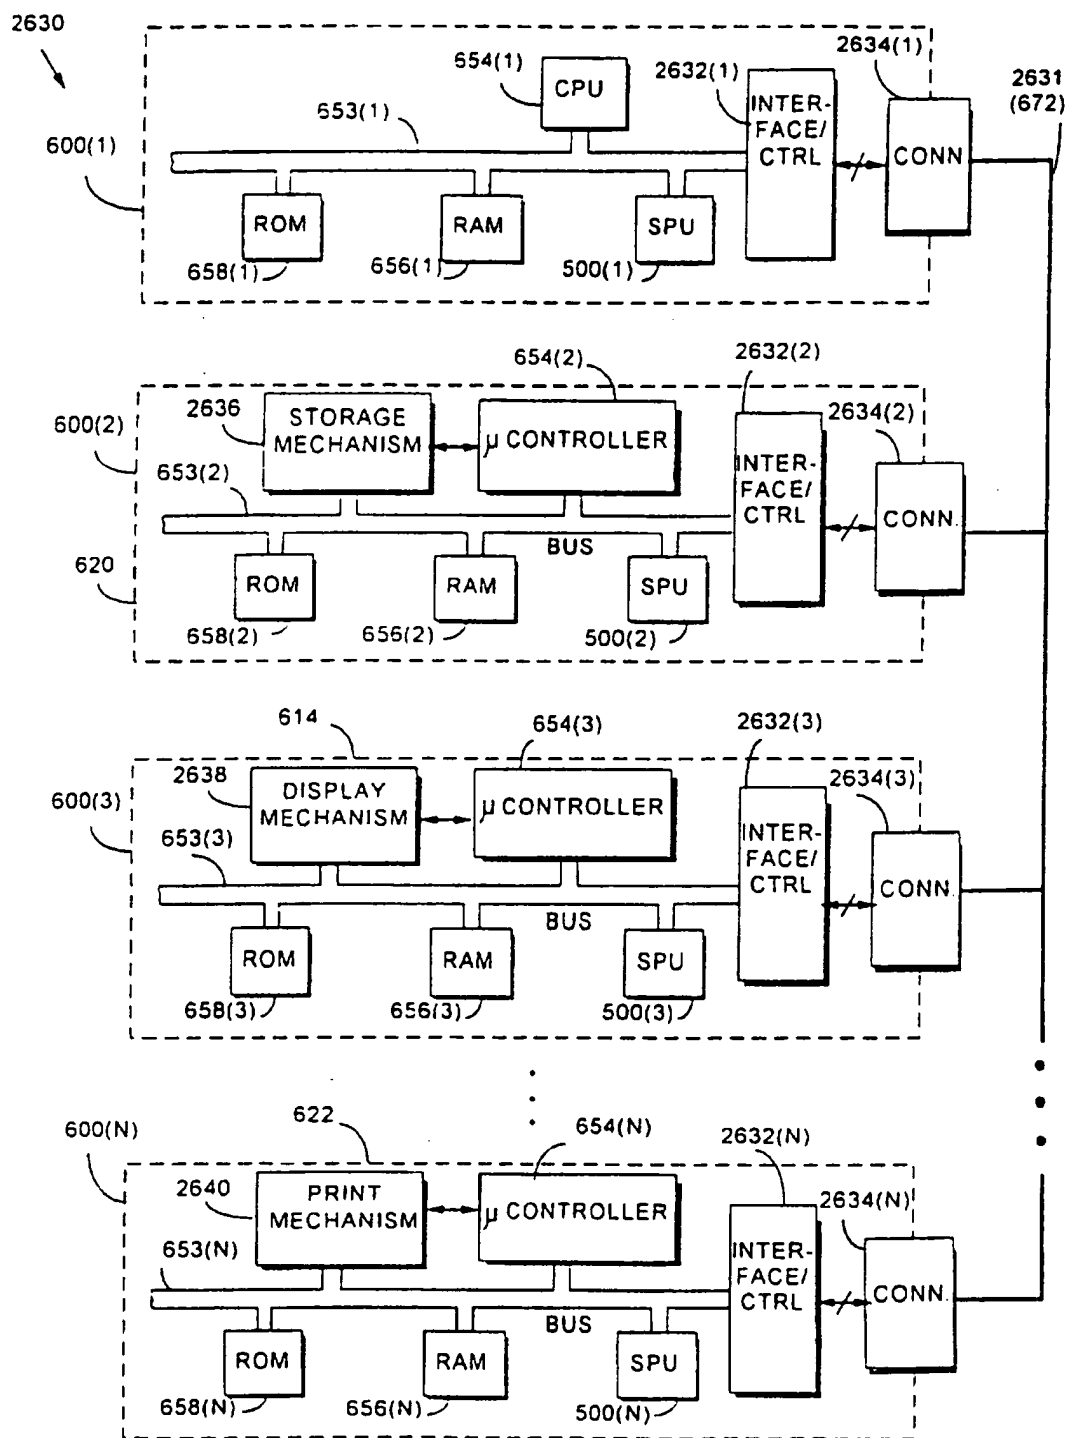 2630
600(1)
654(1)
CPU
2632(1)
INTER-
FACE/
CTRL
2634(1)
CONN
2631
(672)
653(1)
ROM
658(1)
RAM
656(1)
SPU
500(1)
600(2)
620
2636
STORAGE
MECHANISM
654(2)
µ CONTROLLER
2632(2)
INTER-
FACE/
CTRL
2634(2)
CONN.
653(2)
BUS
ROM
658(2)
RAM
656(2)
SPU
500(2)
614
600(3)
2638
DISPLAY
MECHANISM
654(3)
µ CONTROLLER
2632(3)
INTER-
FACE/
CTRL
2634(3)
CONN.
653(3)
BUS
ROM
658(3)
RAM
656(3)
SPU
500(3)
622
600(N)
2640
PRINT
MECHANISM
654(N)
µ CONTROLLER
2632(N)
INTER-
FACE/
CTRL
2634(N)
CONN.
653(N)
BUS
ROM
658(N)
RAM
656(N)
SPU
500(N)